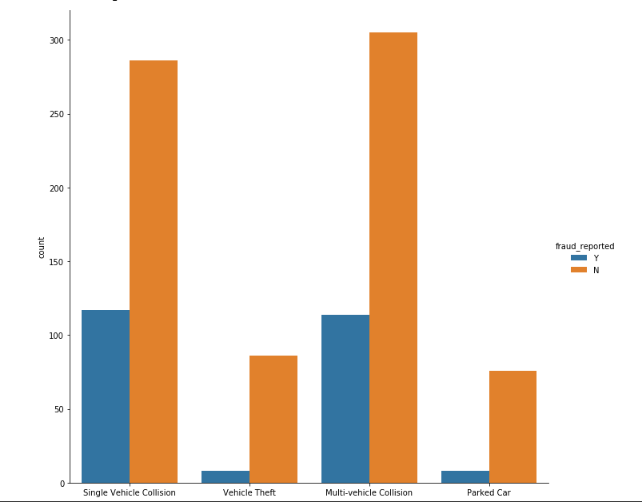 300
250
200
150
100
50
0
count
Single Vehicle Collision
Vehicle Theft
Multi-vehicle Collision
Parked Car
fraud_reported
Y
N